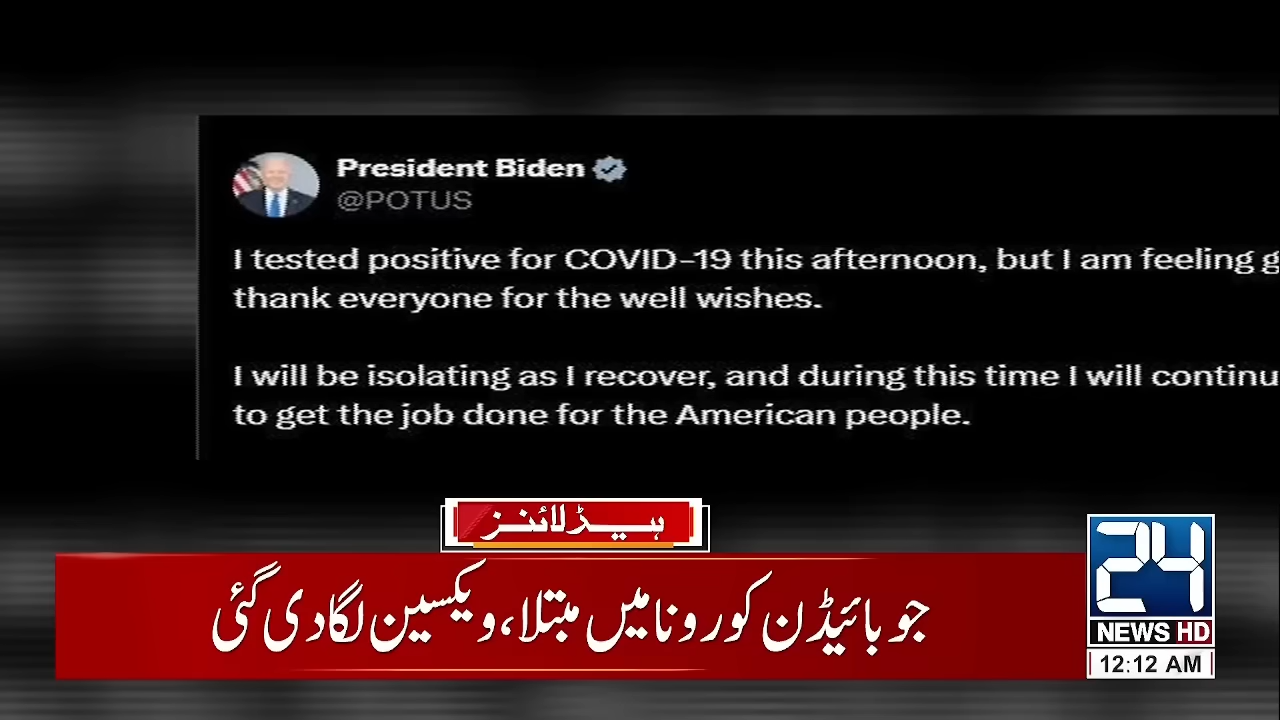 President Biden
@POTUS
I tested positive for COVID-19 this afternoon, but I am feeling g
thank everyone for the well wishes.
I will be isolating as I recover, and during this time I will continu
to get the job done for the American people.
ہیڈلائنز
جو بائیڈن کورونا میں مبتلا، ویکسین لگا دی گئی
24
NEWS HD
12:12 AM